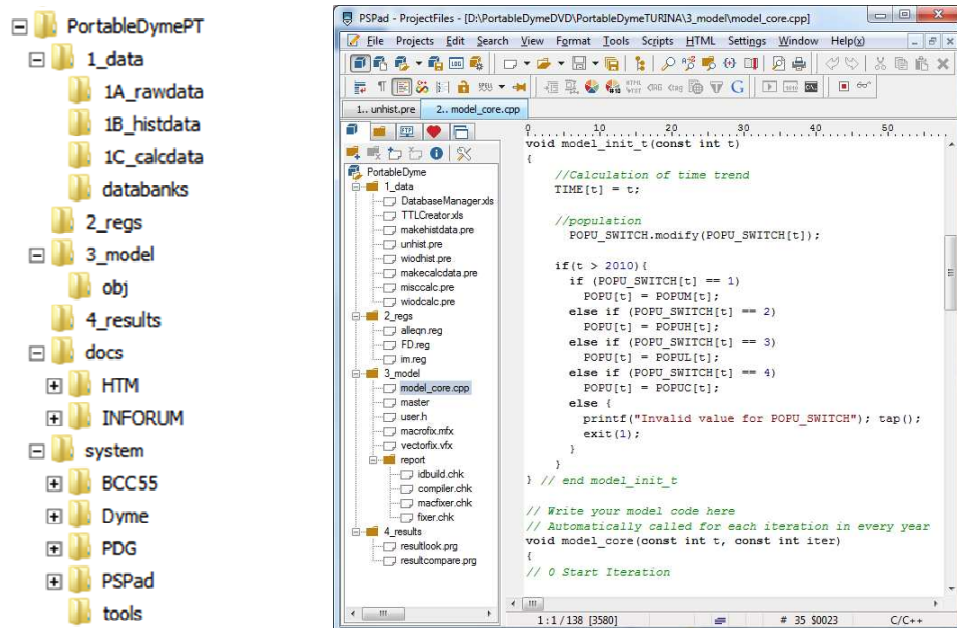 PortableDymePT
1_data
1A_rawdata
1B_histdata
1C_calcdata
databanks
2_regs
3_model
obj
4_results
docs
HTM
INFORUM
system
BCC55
Dyme
PDG
PSPad
tools
PSPad - ProjectFiles - [D:\PortableDymeDVD\PortableDymeTURINA\3_model\model_core.cpp]
File Projects Edit Search View Format Tools Scripts HTML Settings Window Help(x)
1.. unhist.pre 2.. model_core.cpp
PortableDyme
1_data
DatabaseManager.xls
TTLCreator.xls
makehistdata.pre
unhist.pre
wiodhist.pre
makecalcdata.pre
misccalc.pre
wiodcalc.pre
2_regs
alleqn.reg
FD.reg
im.reg
3_model
model_core.cpp
master
user.h
macrofix.mfx
vectorfix.vfx
report
idbuild.chk
compiler.chk
macfixer.chk
fixer.chk
4_results
resultlook.prg
resultcompare.prg
0 10 20 30 40 50
void model_init_t(const int t)
{
//Calculation of time trend
TIME[t] = t;
//population
POPU_SWITCH.modify(POPU_SWITCH[t]);
if(t > 2010){
if (POPU_SWITCH[t] == 1)
POPU[t] = POPUM[t];
else if (POPU_SWITCH[t] == 2)
POPU[t] = POPUH[t];
else if (POPU_SWITCH[t] == 3)
POPU[t] = POPUL[t];
else if (POPU_SWITCH[t] == 4)
POPU[t] = POPUC[t];
else {
printf("Invalid value for POPU_SWITCH"); tap();
exit(1);
}
}
} // end model_init_t
// Write your model code here
// Automatically called for each iteration in every year
void model_core(const int t, const int iter)
{
// 0 Start Iteration
1:1 / 138 [3580] # 35 $0023 C/C++